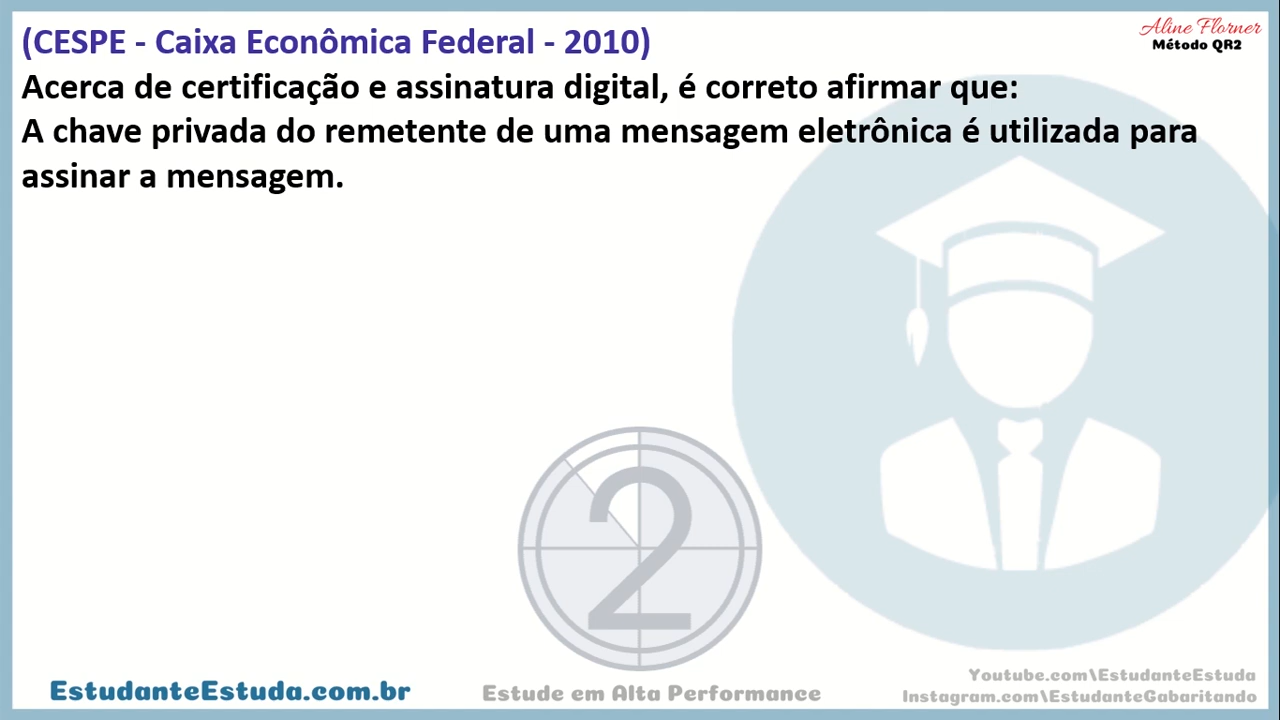 (CESPE - Caixa Econômica Federal - 2010)
Aline Florner
Método QR2
Acerca de certificação e assinatura digital, é correto afirmar que:
A chave privada do remetente de uma mensagem eletrônica é utilizada para
assinar a mensagem.
2
EstudanteEstuda.com.br
Estude em Alta Performance
Youtube.com\EstudanteEstuda
Instagram.com\EstudanteGabaritando